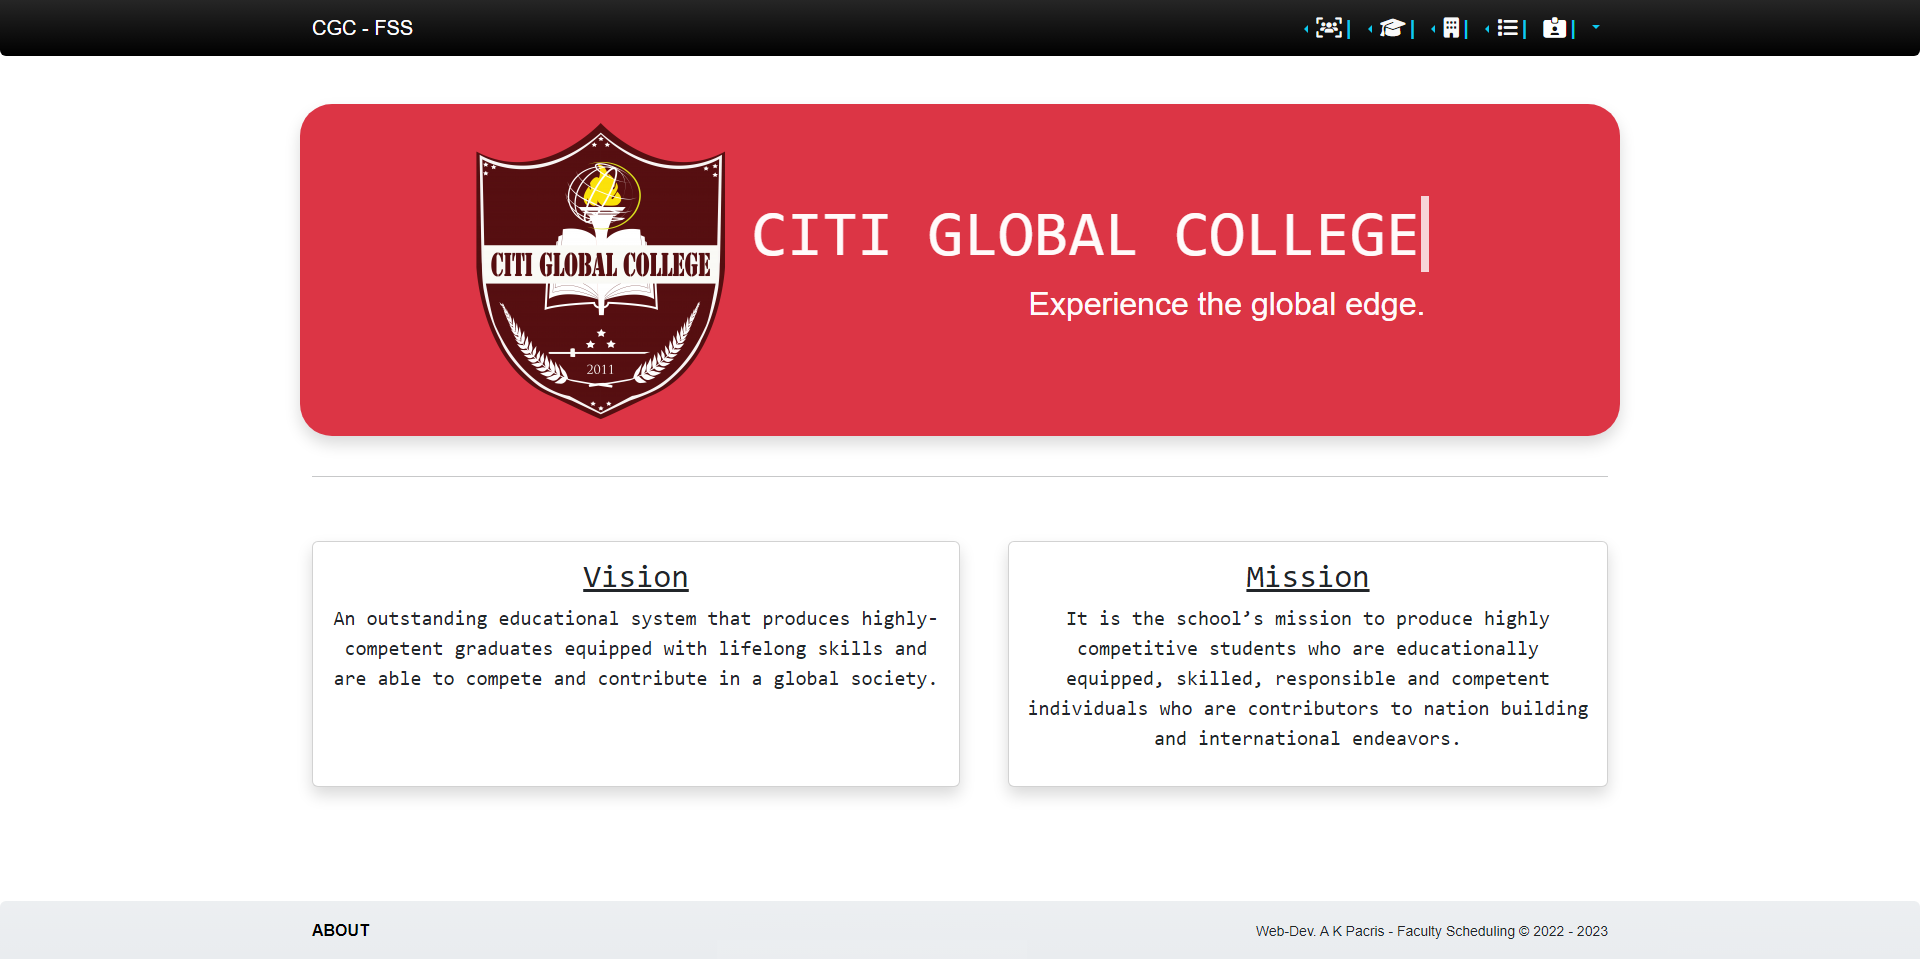 CGC - FSS
CITI GLOBAL COLLEGE
2011
CITI GLOBAL COLLEGE
Experience the global edge.
Vision
An outstanding educational system that produces highly-
competent graduates equipped with lifelong skills and
are able to compete and contribute in a global society.
Mission
It is the school’s mission to produce highly
competitive students who are educationally
equipped, skilled, responsible and competent
individuals who are contributors to nation building
and international endeavors.
ABOUT
Web-Dev. A K Pacris - Faculty Scheduling © 2022 - 2023